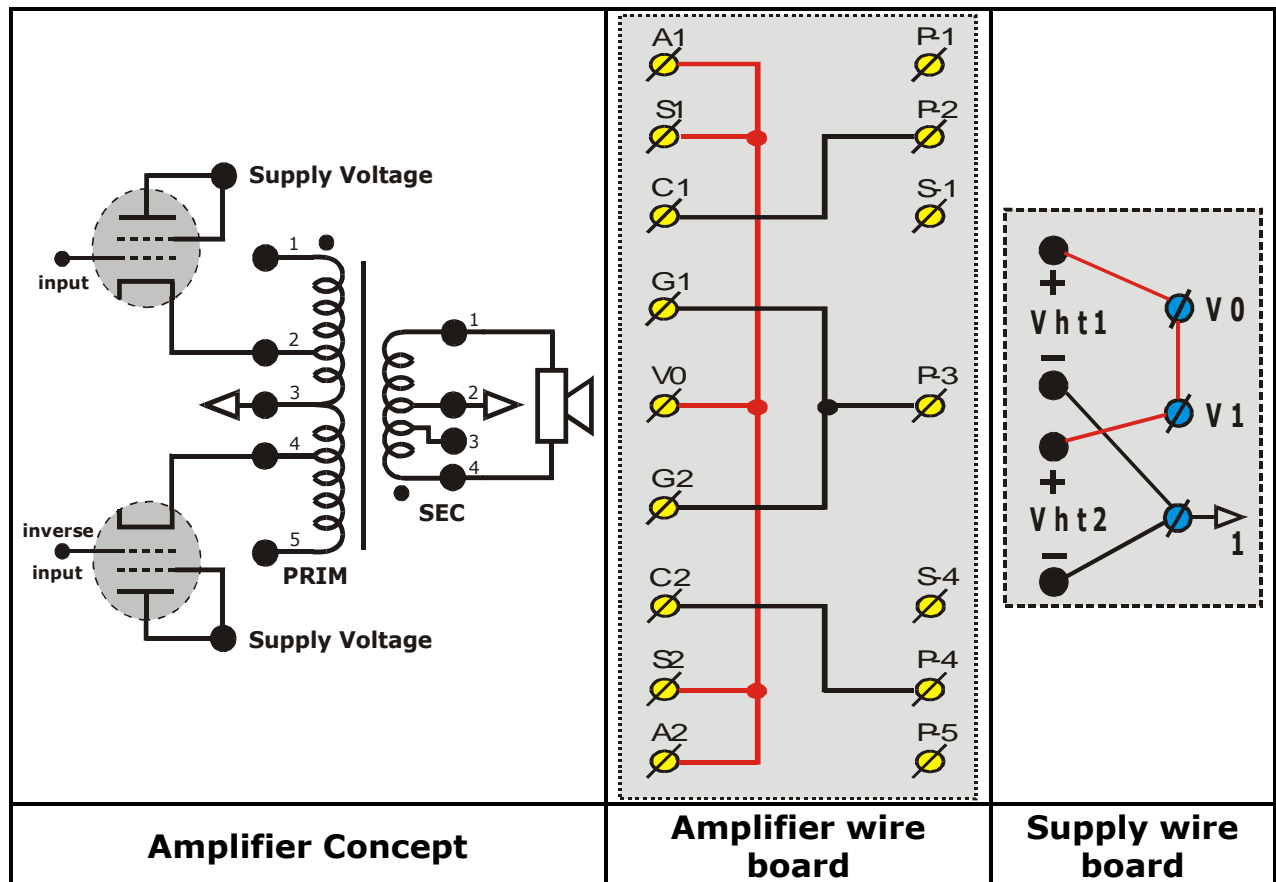 Supply Voltage
input
1
2
3
4
5
PRIM
1
2
3
4
SEC
inverse
input
Supply Voltage
A1
P-1
S1
P-2
C1
S-1
G1
V0
P-3
G2
C2
S-4
S2
P-4
A2
P-5
+
Vht1
−
V0
V1
+
Vht2
−
1
Amplifier Concept
Amplifier wire
board
Supply wire
board